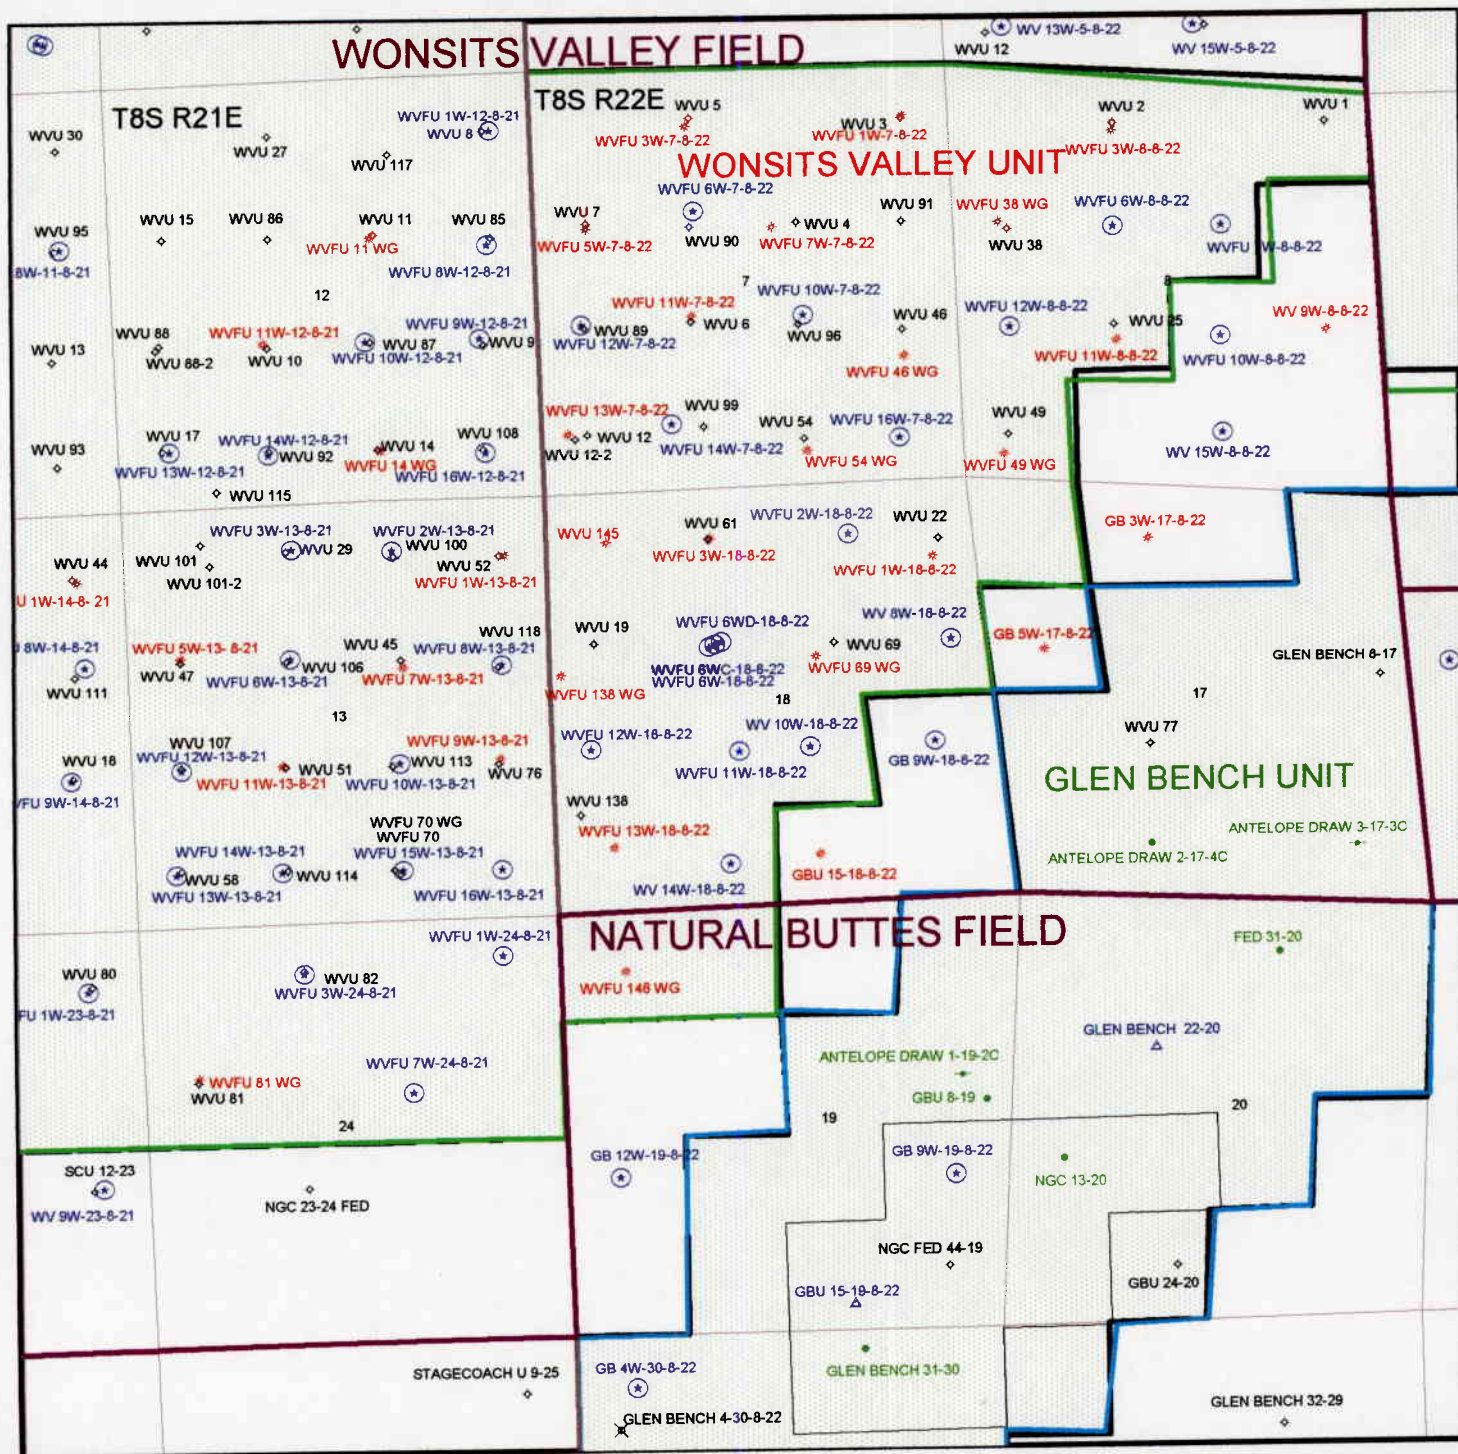 WV 13W-5-8-22
WVU 12
WV 15W-5-8-22
WONSITS VALLEY FIELD
T8S R21E
T8S R22E
WVFU 1W-12-8-21
WVU 8
WVU 5
WVFU 3W-7-8-22
WVU 3
WVFU 1W-7-8-22
WVU 2
WVFU 3W-8-8-22
WVU 1
WVU 30
WVU 27
WVU 117
WONSITS VALLEY UNIT
WVFU 6W-7-8-22
WVU 95
8W-11-8-21
WVU 15
WVU 86
WVU 11
WVFU 11 WG
WVU 85
WVFU 8W-12-8-21
WVU 7
WVFU 5W-7-8-22
WVU 90
WVU 4
WVFU 7W-7-8-22
WVU 91
WVFU 38 WG
WVU 38
WVFU 6W-8-8-22
WVFU W-8-8-22
12
7
8
WVFU 11W-7-8-22
WVFU 10W-7-8-22
WVU 13
WVU 88
WVU 88-2
WVFU 11W-12-8-21
WVU 10
WVU 87
WVFU 10W-12-8-21
WVFU 9W-12-8-21
WVU 9
WVU 89
WVFU 12W-7-8-22
WVU 6
WVU 96
WVU 46
WVFU 46 WG
WVFU 12W-8-8-22
WVU 25
WVFU 11W-8-8-22
WVFU 10W-8-8-22
WV 9W-8-8-22
WVU 93
WVU 17
WVFU 13W-12-8-21
WVFU 14W-12-8-21
WVU 92
WVU 14
WVFU 14 WG
WVU 108
WVFU 16W-12-8-21
WVFU 13W-7-8-22
WVU 12
WVU 12-2
WVU 99
WVFU 14W-7-8-22
WVU 54
WVFU 54 WG
WVFU 16W-7-8-22
WVU 49
WVFU 49 WG
WV 15W-8-8-22
WVU 115
WVFU 3W-13-8-21
WVFU 2W-13-8-21
WVU 101
WVU 101-2
WVU 29
WVU 100
WVU 52
WVFU 1W-13-8-21
WVU 44
U 1W-14-8- 21
WVU 145
WVU 61
WVFU 3W-18-8-22
WVFU 2W-18-8-22
WVU 22
WVFU 1W-18-8-22
GB 3W-17-8-22
8W-14-8-21
WVU 111
WVFU 5W-13- 8-21
WVU 47
WVU 106
WVFU 6W-13-8-21
WVU 45
WVFU 7W-13-8-21
WVU 118
WVFU 8W-13-8-21
WVU 19
WVFU 138 WG
WVFU 6WD-18-8-22
WVFU 6WC-18-8-22
WVFU 6W-18-8-22
WVU 69
WVFU 69 WG
WV 8W-18-8-22
GB 5W-17-8-22
GLEN BENCH 8-17
13
18
17
WVU 77
WVU 18
FU 9W-14-8-21
WVU 107
WVFU 12W-13-8-21
WVFU 11W-13-8-21
WVU 51
WVFU 9W-13-8-21
WVU 113
WVFU 10W-13-8-21
WVU 76
WVFU 12W-18-8-22
WVFU 11W-18-8-22
WV 10W-18-8-22
GB 9W-18-8-22
GLEN BENCH UNIT
WVU 138
WVFU 13W-18-8-22
WVFU 70 WG
WVFU 70
WVFU 15W-13-8-21
WVFU 14W-13-8-21
WVU 58
WVFU 13W-13-8-21
WVU 114
WVFU 16W-13-8-21
WV 14W-18-8-22
GBU 15-18-8-22
ANTELOPE DRAW 3-17-3C
ANTELOPE DRAW 2-17-4C
NATURAL BUTTES FIELD
WVFU 1W-24-8-21
WVU 80
FU 1W-23-8-21
WVU 82
WVFU 3W-24-8-21
WVFU 146 WG
FED 31-20
GLEN BENCH 22-20
WVFU 7W-24-8-21
WVFU 81 WG
WVU 81
ANTELOPE DRAW 1-19-2C
GBU 8-19
24
19
20
SCU 12-23
WV 9W-23-8-21
NGC 23-24 FED
GB 12W-19-8-22
GB 9W-19-8-22
NGC 13-20
NGC FED 44-19
GBU 24-20
GBU 15-19-8-22
STAGECOACH U 9-25
GB 4W-30-8-22
GLEN BENCH 31-30
GLEN BENCH 4-30-8-22
GLEN BENCH 32-29